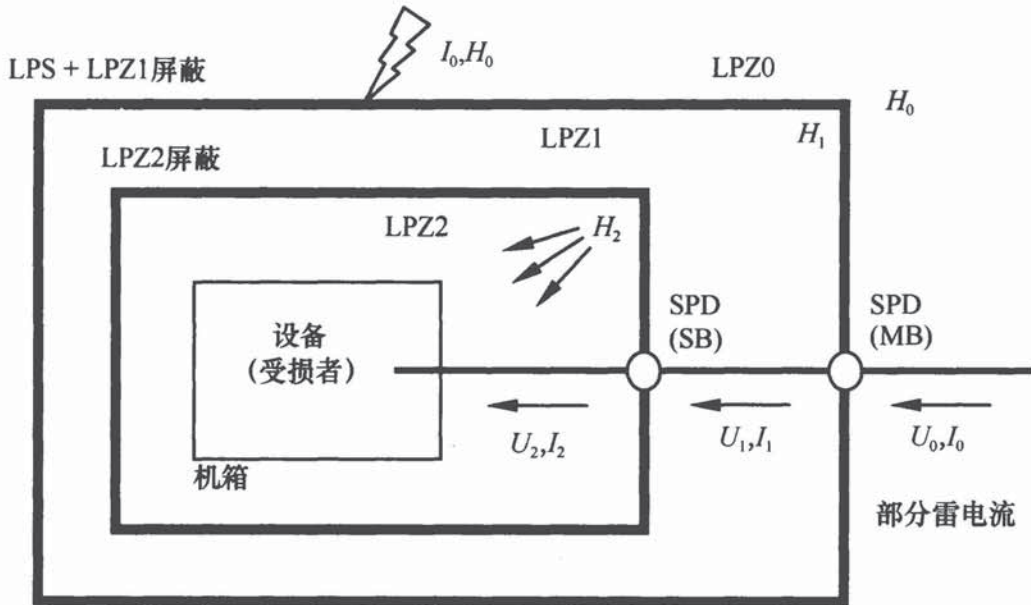 I₀,H₀
LPS + LPZ1屏蔽
LPZ0
H₀
LPZ1
H₁
LPZ2屏蔽
LPZ2
H₂
SPD
(SB)
SPD
(MB)
设备
(受损者)
U₂,I₂
U₁,I₁
U₀,I₀
机箱
部分雷电流